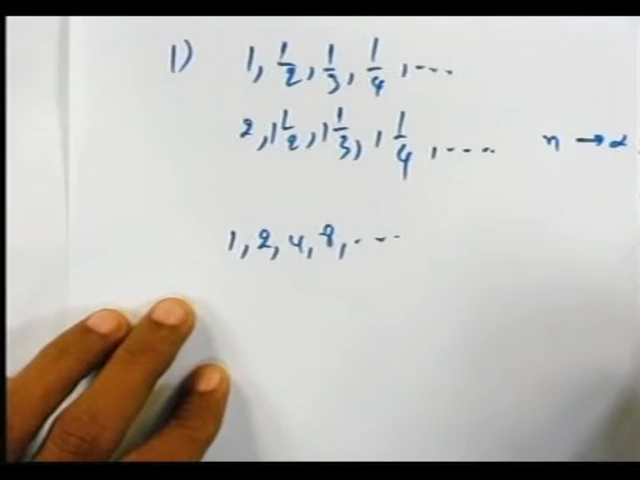 1) 1, 1/2, 1/3, 1/4, ...
2, 1 1/2, 1 1/3, 1 1/4, .... n → ∞
1, 2, 4, 8, ...